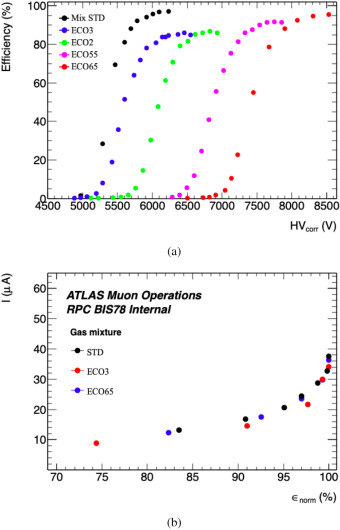 Efficiency (%)
100
80
60
40
20
0
Mix STD
ECO3
ECO2
ECO55
ECO65
4500 5000 5500 6000 6500 7000 7500 8000 8500
HVcorr (V)
(a)
I (μ A)
60
50
40
30
20
10
ATLAS Muon Operations
RPC BIS78 Internal
Gas mixture
STD
ECO3
ECO65
70 75 80 85 90 95 100
ϵnorm (%)
(b)